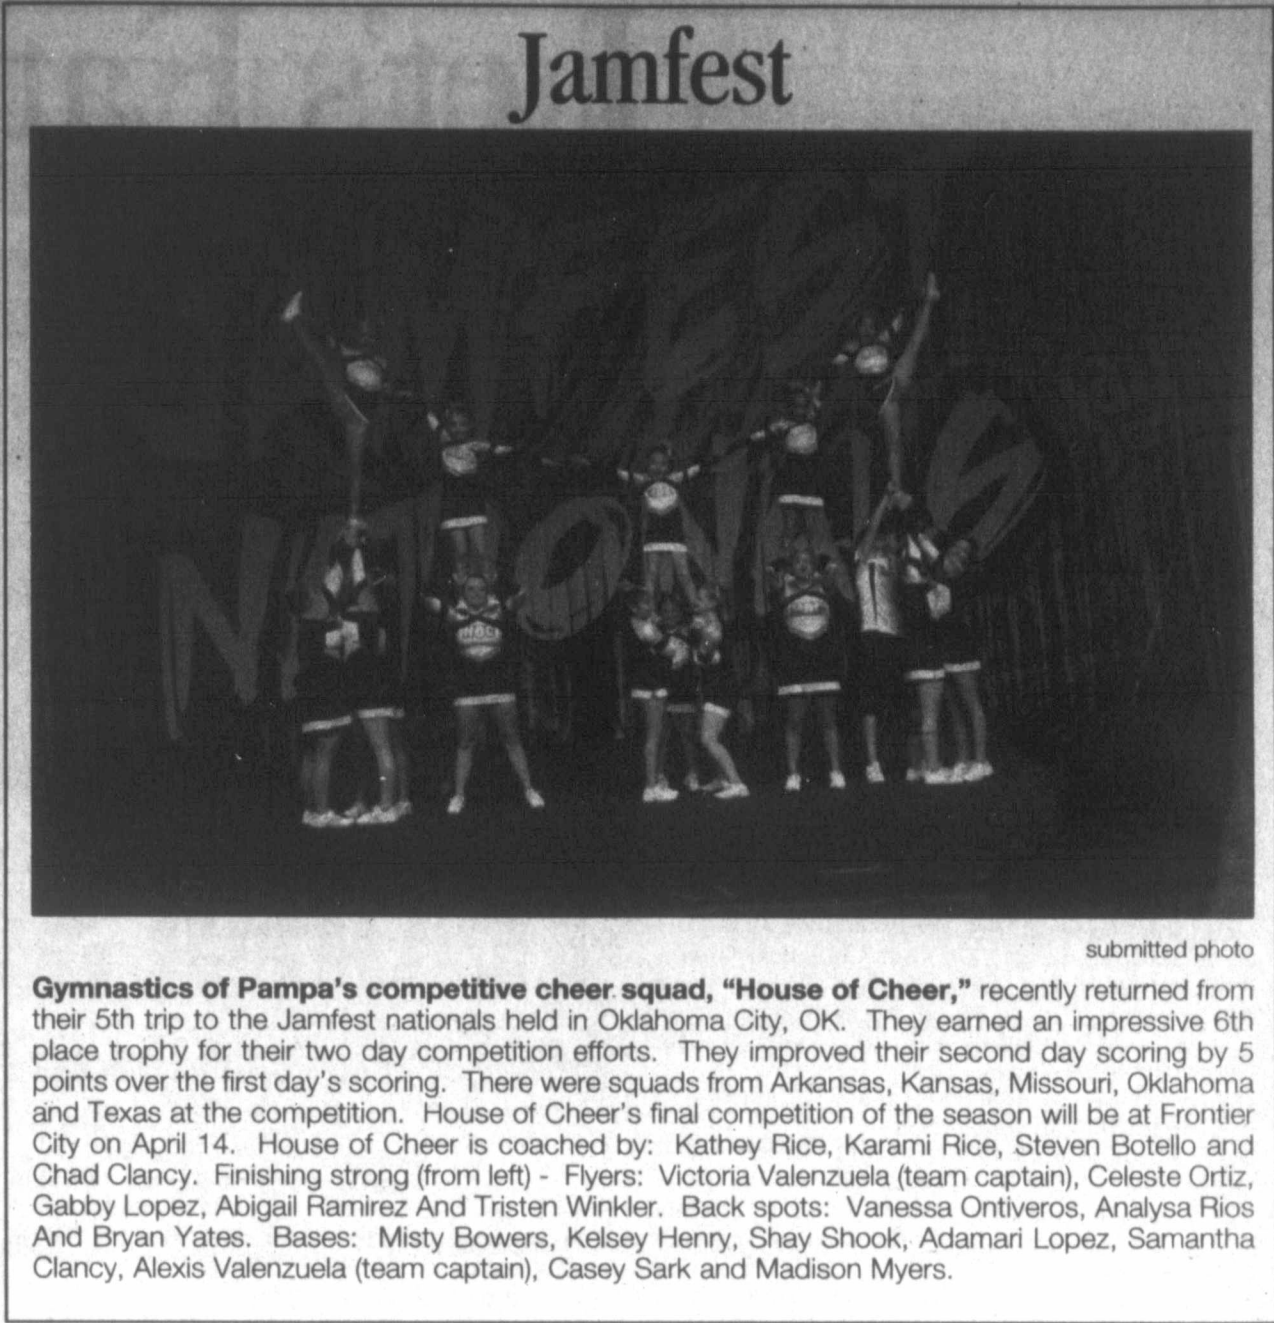 Jamfest
MFEST
NATIONALS
submitted photo
Gymnastics of Pampa's competitive cheer squad, “House of Cheer,” recently returned from
their 5th trip to the Jamfest nationals held in Oklahoma City, OK. They earned an impressive 6th
place trophy for their two day competition efforts. They improved their second day scoring by 5
points over the first day's scoring. There were squads from Arkansas, Kansas, Missouri, Oklahoma
and Texas at the competition. House of Cheer's final competition of the season will be at Frontier
City on April 14. House of Cheer is coached by: Kathey Rice, Karami Rice, Steven Botello and
Chad Clancy. Finishing strong (from left) - Flyers: Victoria Valenzuela (team captain), Celeste Ortiz,
Gabby Lopez, Abigail Ramirez And Tristen Winkler. Back spots: Vanessa Ontiveros, Analysa Rios
And Bryan Yates. Bases: Misty Bowers, Kelsey Henry, Shay Shook, Adamari Lopez, Samantha
Clancy, Alexis Valenzuela (team captain), Casey Sark and Madison Myers.